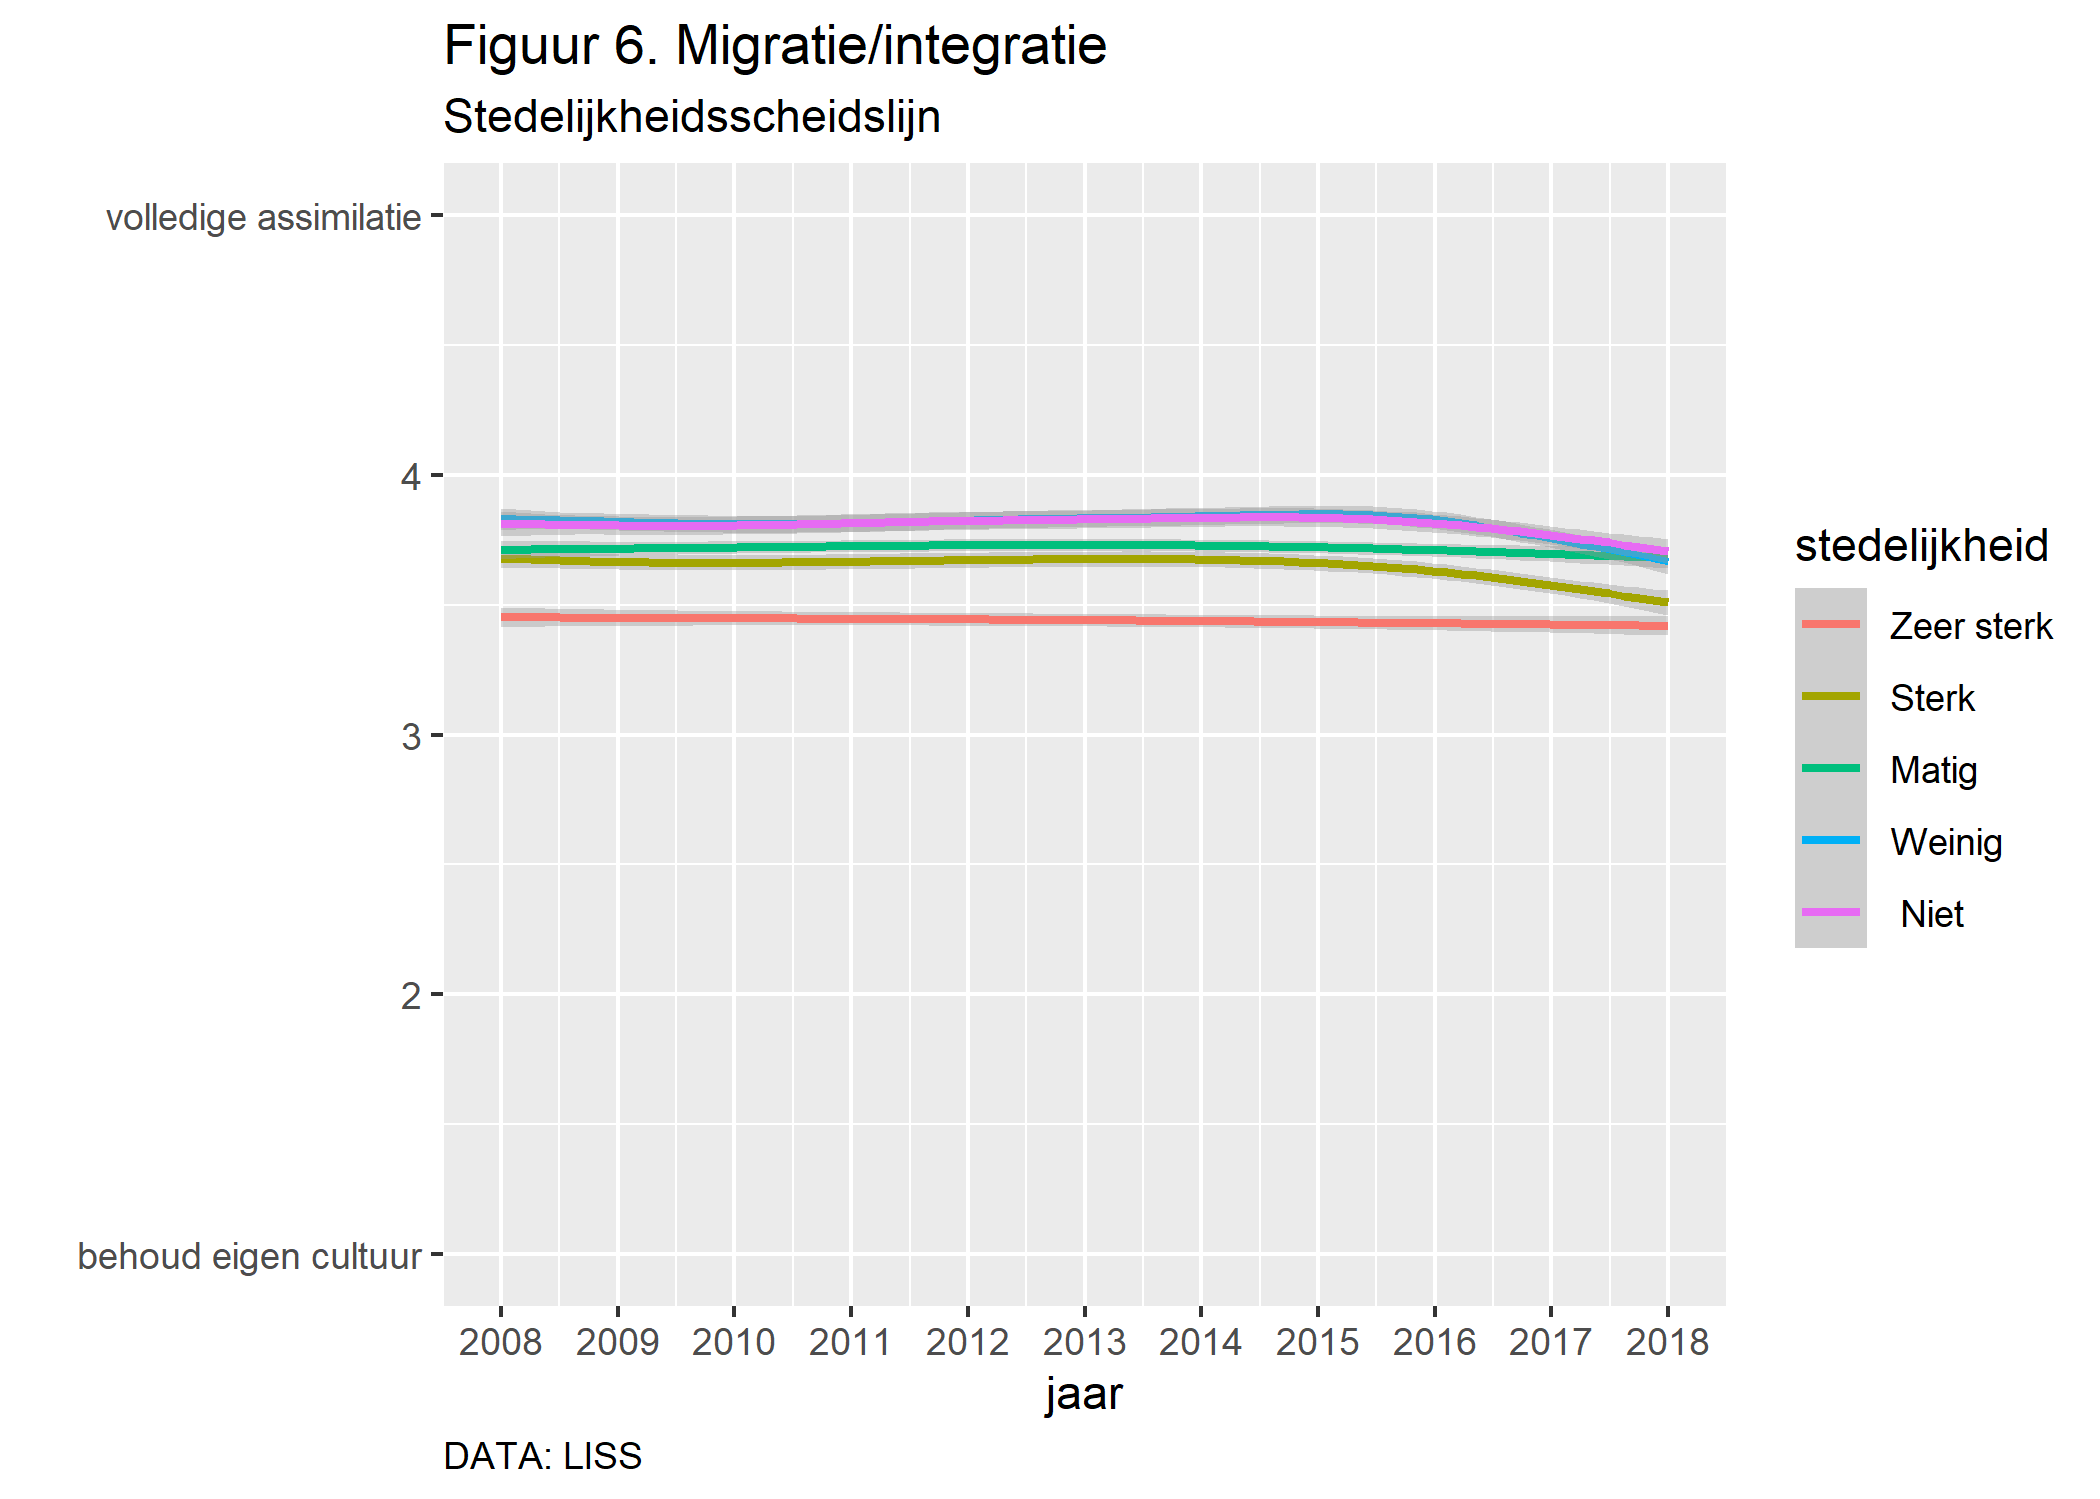 Figuur 6. Migratie/integratie
Stedelijkheidsscheidslijn
volledige assimilatie
4
3
2
behoud eigen cultuur
2008 2009 2010 2011 2012 2013 2014 2015 2016 2017 2018
jaar
DATA: LISS
stedelijkheid
Zeer sterk
Sterk
Matig
Weinig
Niet